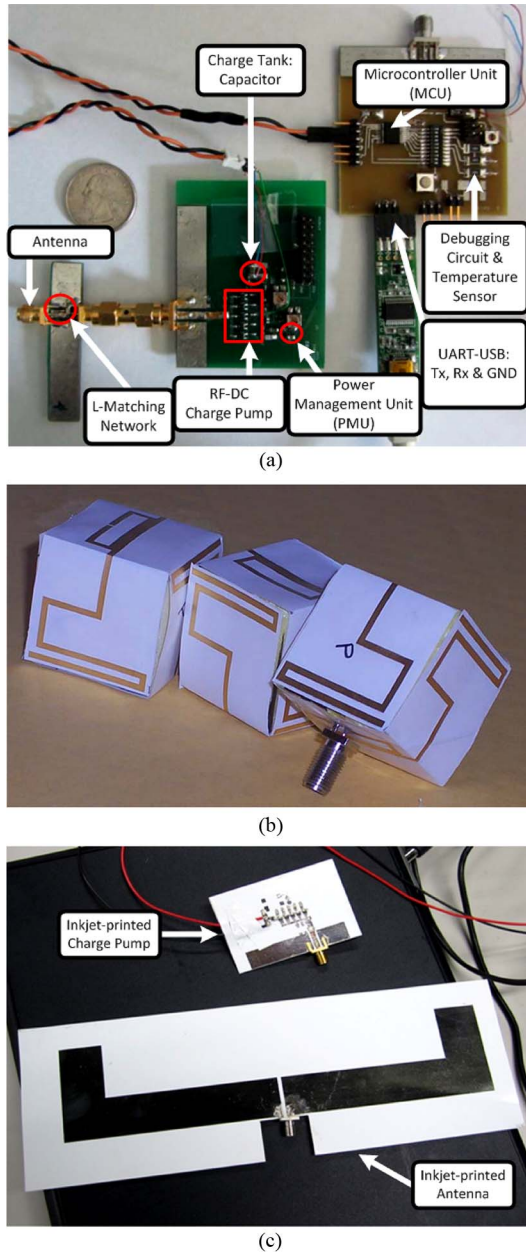 Charge Tank:
Capacitor
Microcontroller Unit
(MCU)
Antenna
Debugging
Circuit &
Temperature
Sensor
L-Matching
Network
RF-DC
Charge Pump
Power
Management Unit
(PMU)
UART-USB:
Tx, Rx & GND
(a)
P
(b)
Inkjet-printed
Charge Pump
Inkjet-printed
Antenna
(c)